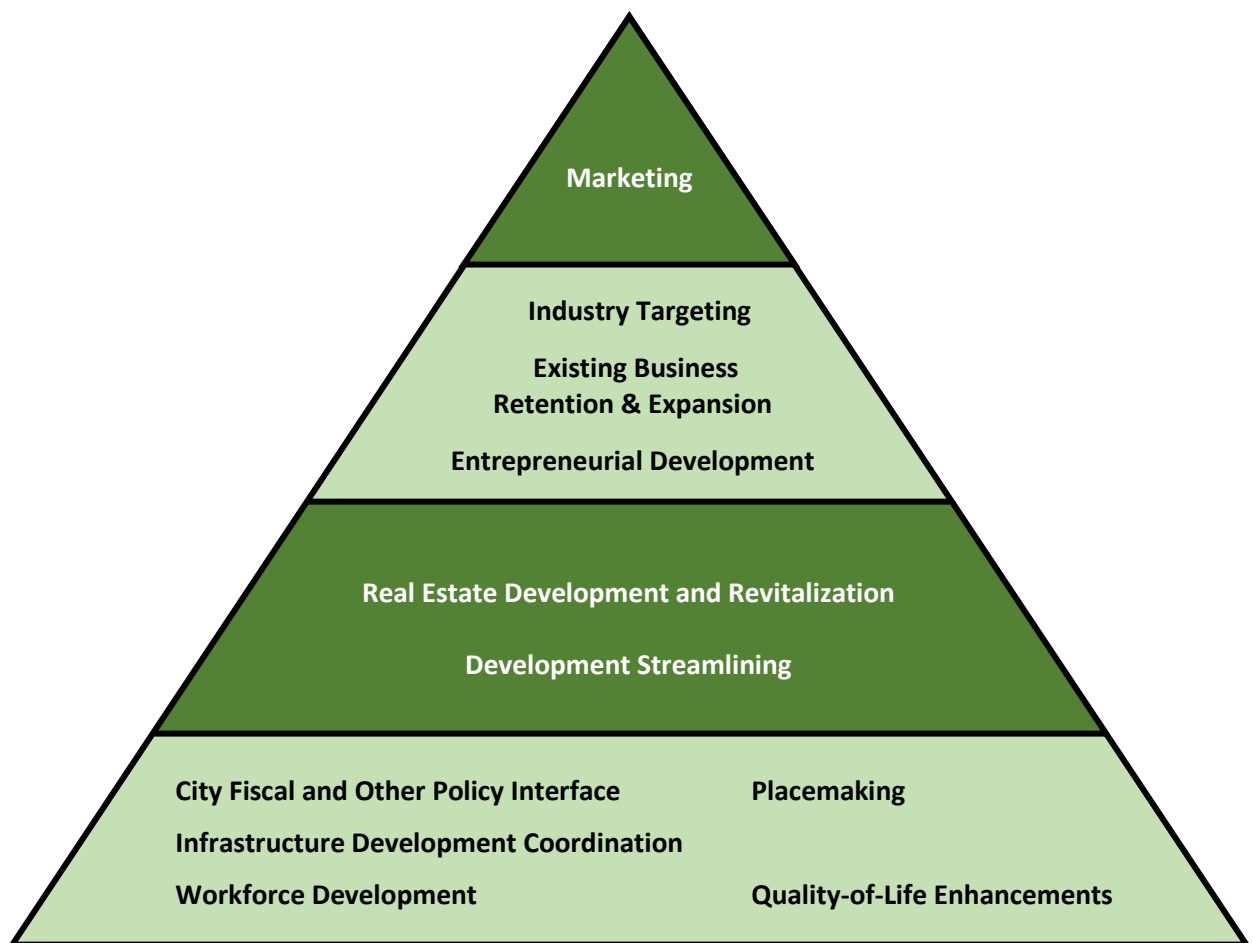 Marketing
Industry Targeting
Existing Business
Retention & Expansion
Entrepreneurial Development
Real Estate Development and Revitalization
Development Streamlining
City Fiscal and Other Policy Interface
Placemaking
Infrastructure Development Coordination
Workforce Development
Quality-of-Life Enhancements